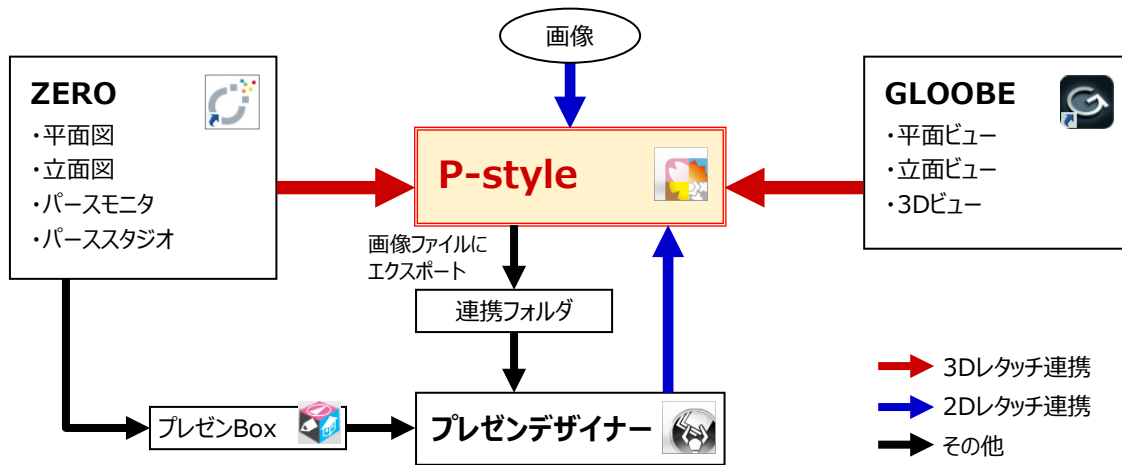 画像
ZERO
・平面図
・立面図
・パースモニタ
・パーススタジオ
P-style
GLOOBE
・平面ビュー
・立面ビュー
・3Dビュー
画像ファイルに
エクスポート
連携フォルダ
プレゼンBox
プレゼンデザイナー
3Dレタッチ連携
2Dレタッチ連携
その他